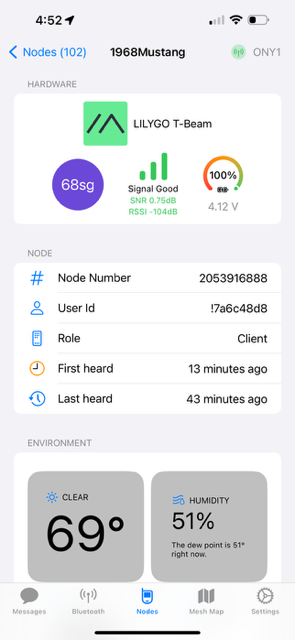 4:52
Nodes (102)
1968Mustang
ONY1
HARDWARE
LILYGO T-Beam
68sg
Signal Good
SNR 0.75dB
RSSI -104dB
100%
4.12 V
NODE
Node Number
2053916888
User Id
!7a6c48d8
Role
Client
First heard
13 minutes ago
Last heard
43 minutes ago
ENVIRONMENT
CLEAR
69°
HUMIDITY
51%
The dew point is 51°
right now.
Messages
Bluetooth
Nodes
Mesh Map
Settings